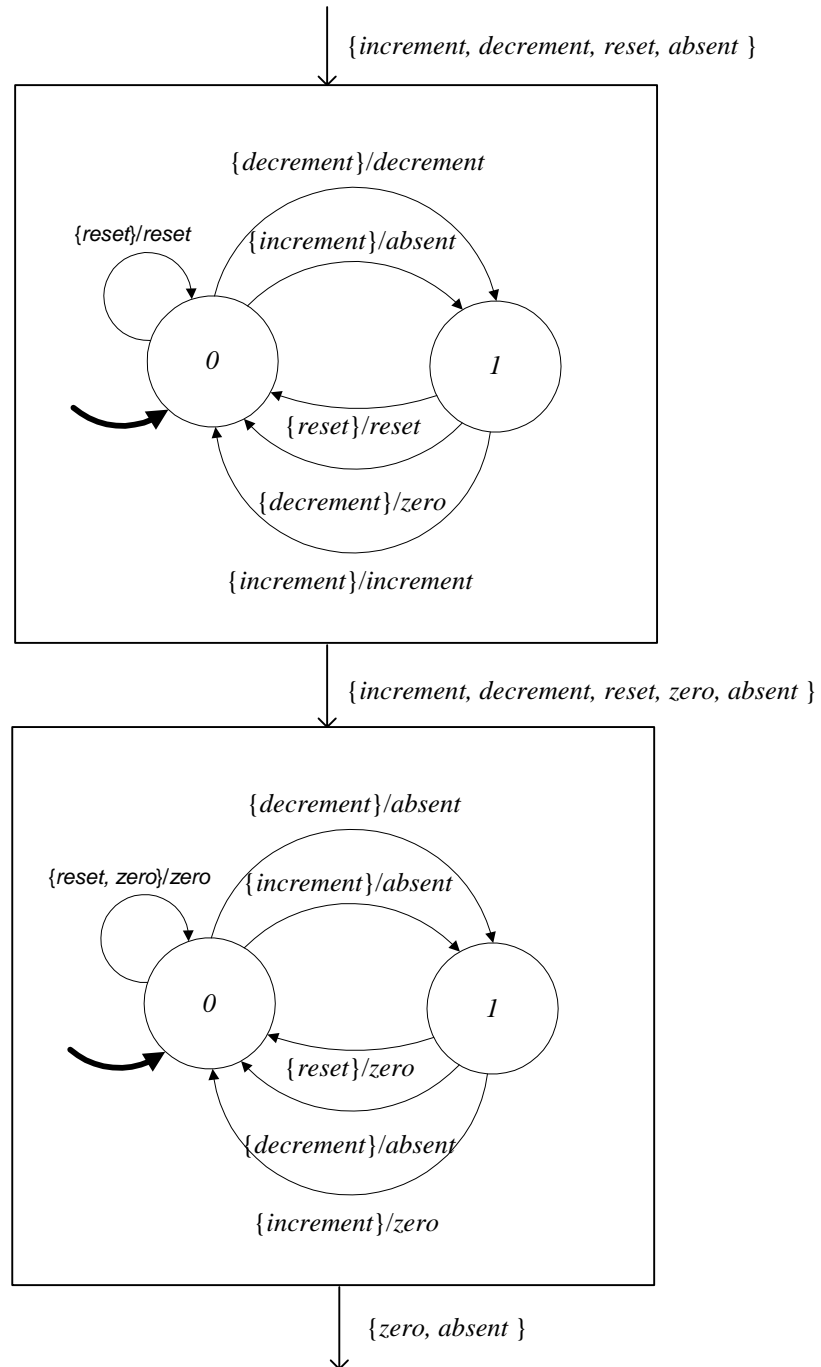 {increment, decrement, reset, absent }
{decrement}/decrement
{reset}/reset
{increment}/absent
0
1
{reset}/reset
{decrement}/zero
{increment}/increment
{increment, decrement, reset, zero, absent }
{decrement}/absent
{reset, zero}/zero
{increment}/absent
0
1
{reset}/zero
{decrement}/absent
{increment}/zero
{zero, absent }